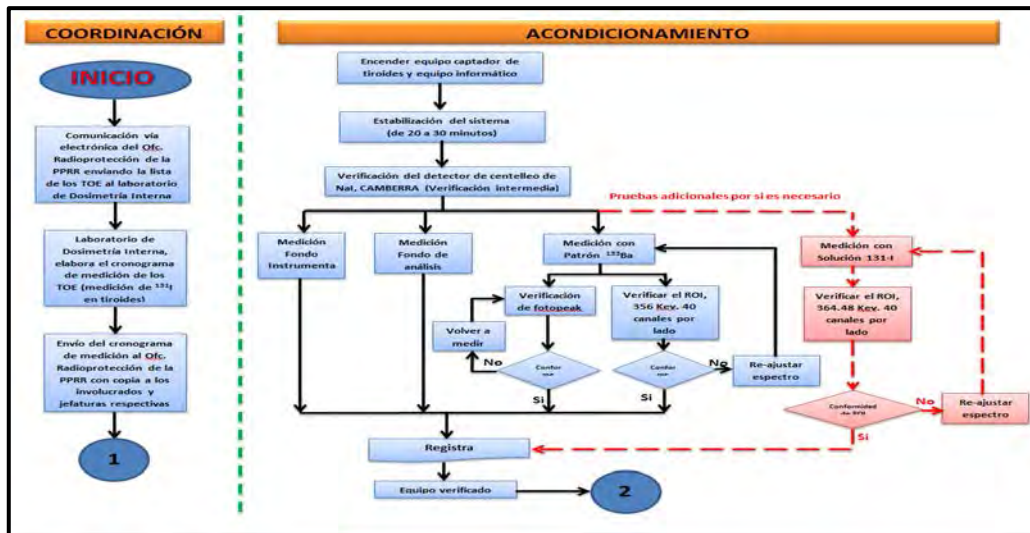 COORDINACIÓN
INICIO
Comunicación vía
electrónica del Ofc.
Radioprotección de la
PPRR enviando la lista
de los TOE al laboratorio
de Dosimetría Interna
Laboratorio de
Dosimetría Interna,
elabora el cronograma
de medición de los
TOE (medición de ¹³¹I
en tiroides)
Envío del cronograma
de medición al Ofc.
Radioprotección de la
PPRR con copia a los
involucrados y
jefaturas respectivas
1
ACONDICIONAMIENTO
Encender equipo captador de
tiroides y equipo informático
Estabilización del sistema
(de 20 a 30 minutos)
Verificación del detector de centelleo de
NaI, CAMBERRA (Verificación intermedia)
Pruebas adicionales por si es necesario
Medición
Fondo
Instrumenta
Medición
Fondo de
análisis
Medición con
Patrón ¹³³Ba
Verificación
de fotopeak
Volver a
medir
No
Confor
Si
Verificar el ROI,
356 Kev. 40
canales por
lado
Confor
No
Si
Re-ajustar
espectro
Medición con
Solución 131-I
Verificar el ROI,
364.48 Kev. 40
canales por
lado
Conformidad
No
Si
Re-ajustar
espectro
Registra
Equipo verificado
2